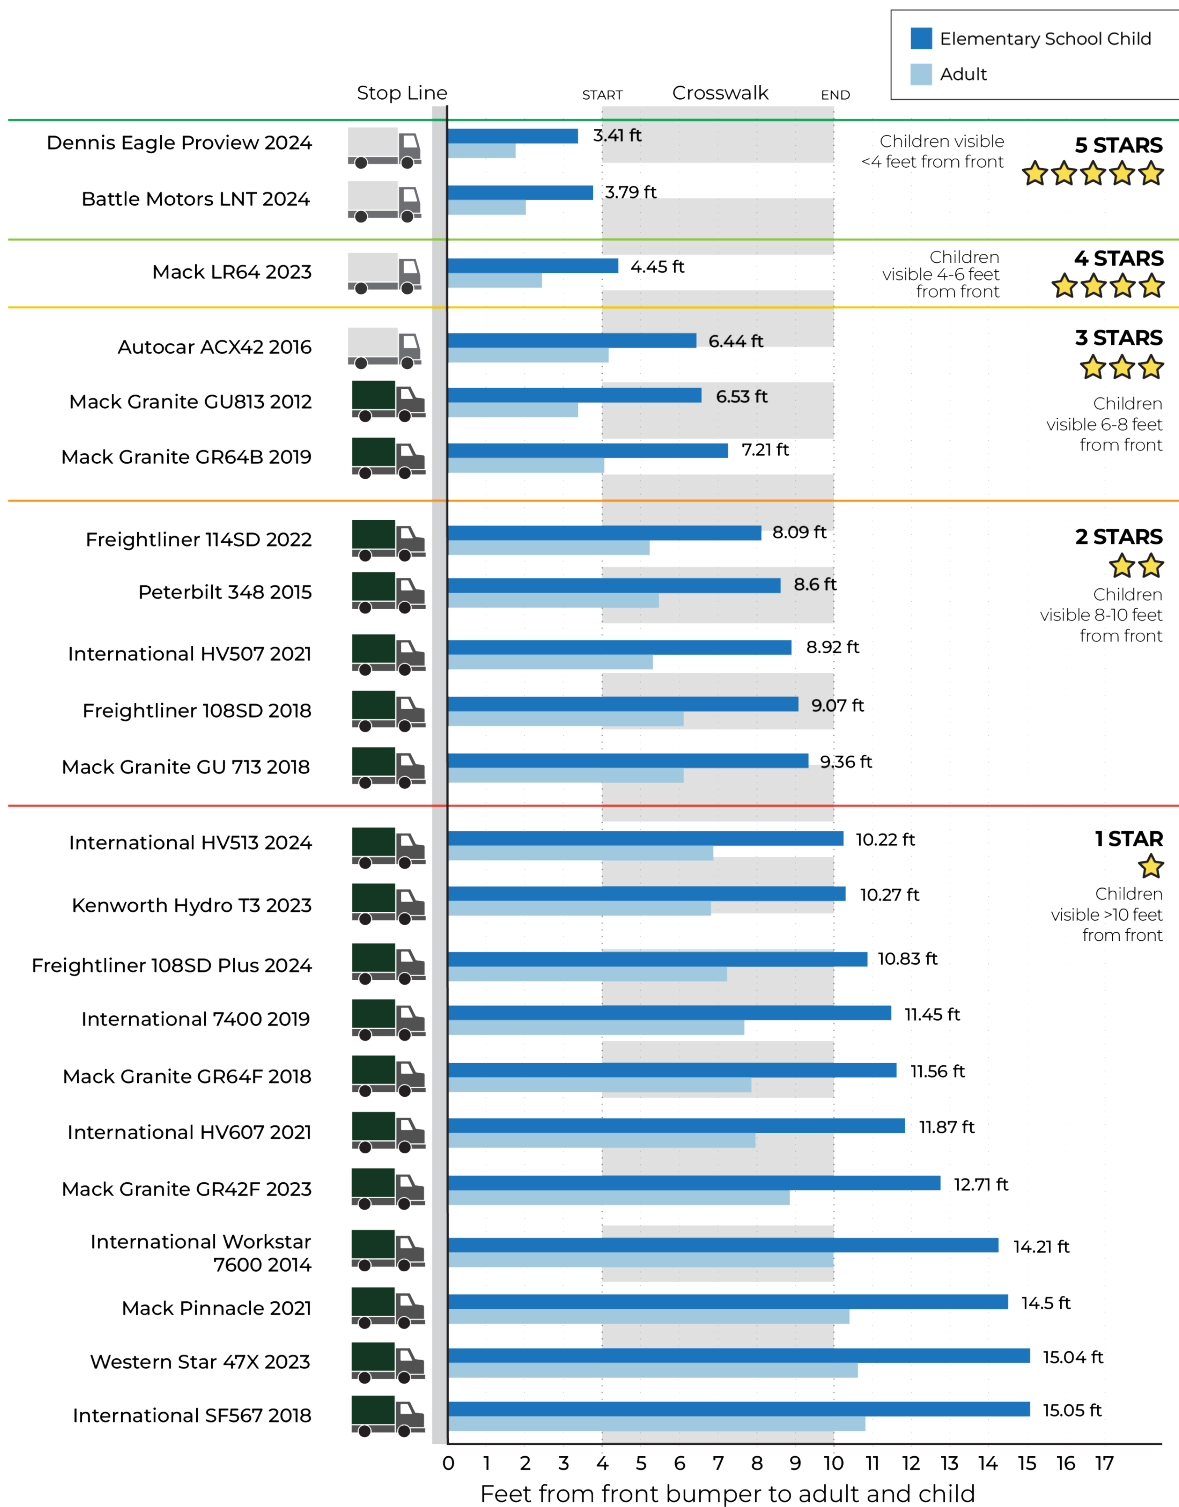 Elementary School Child
Adult
Stop Line
START
Crosswalk
END
Dennis Eagle Proview 2024
3.41 ft
Children visible
<4 feet from front
5 STARS
Battle Motors LNT 2024
3.79 ft
Mack LR64 2023
4.45 ft
Children
visible 4-6 feet
from front
4 STARS
Autocar ACX42 2016
6.44 ft
3 STARS
Mack Granite GU813 2012
6.53 ft
Children
visible 6-8 feet
from front
Mack Granite GR64B 2019
7.21 ft
Freightliner 114SD 2022
8.09 ft
2 STARS
Children
visible 8-10 feet
from front
Peterbilt 348 2015
8.6 ft
International HV507 2021
8.92 ft
Freightliner 108SD 2018
9.07 ft
Mack Granite GU 713 2018
9.36 ft
International HV513 2024
10.22 ft
1 STAR
Children
visible >10 feet
from front
Kenworth Hydro T3 2023
10.27 ft
Freightliner 108SD Plus 2024
10.83 ft
International 7400 2019
11.45 ft
Mack Granite GR64F 2018
11.56 ft
International HV607 2021
11.87 ft
Mack Granite GR42F 2023
12.71 ft
International Workstar
7600 2014
14.21 ft
Mack Pinnacle 2021
14.5 ft
Western Star 47X 2023
15.04 ft
International SF567 2018
15.05 ft
0 1 2 3 4 5 6 7 8 9 10 11 12 13 14 15 16 17
Feet from front bumper to adult and child